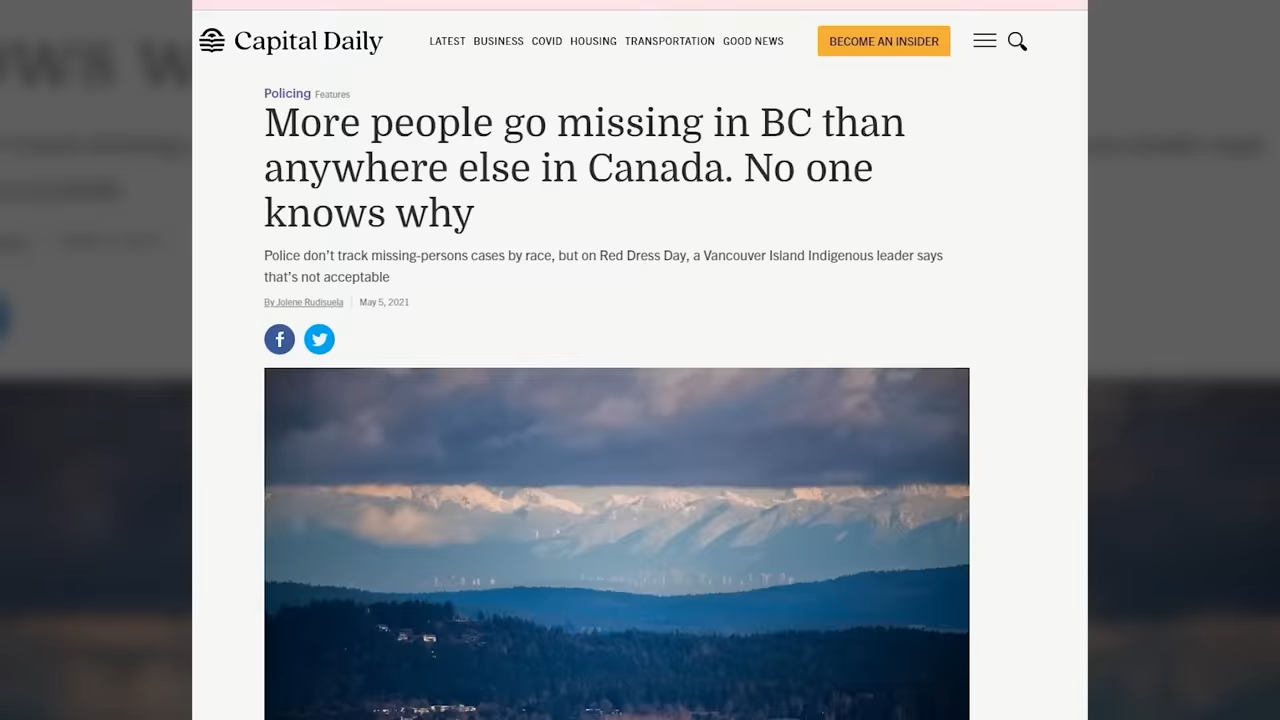 Capital Daily
LATEST BUSINESS COVID HOUSING TRANSPORTATION GOOD NEWS
BECOME AN INSIDER
Policing Features
More people go missing in BC than
anywhere else in Canada. No one
knows why
Police don't track missing-persons cases by race, but on Red Dress Day, a Vancouver Island Indigenous leader says
that's not acceptable
By Jolene Rudisuela | May 5, 2021